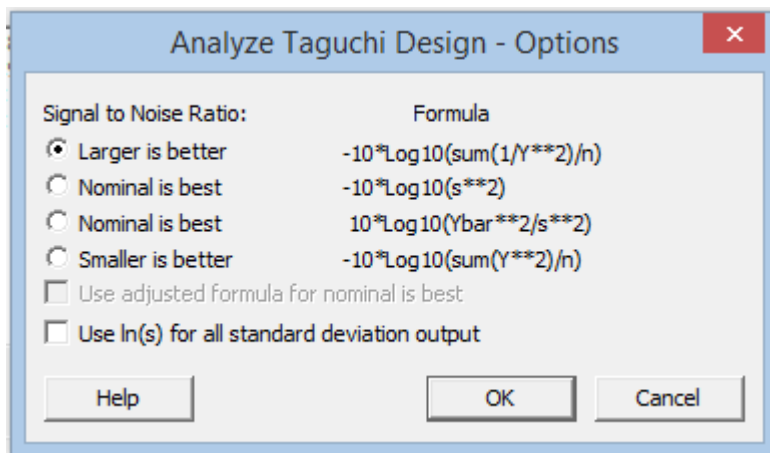 Analyze Taguchi Design - Options
Signal to Noise Ratio: Formula
Larger is better -10*Log10(sum(1/Y**2)/n)
Nominal is best -10*Log10(s**2)
Nominal is best 10*Log10(Ybar**2/s**2)
Smaller is better -10*Log10(sum(Y**2)/n)
Use adjusted formula for nominal is best
Use ln(s) for all standard deviation output
Help OK Cancel